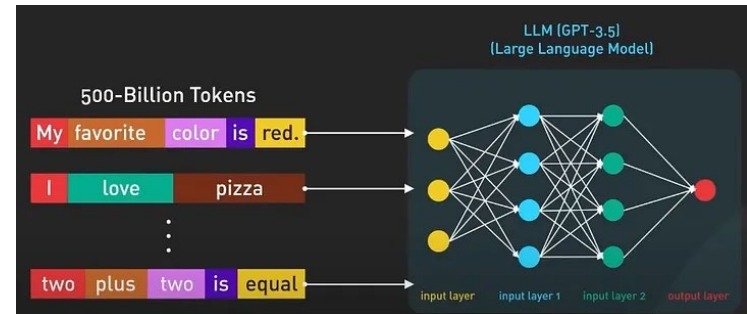 LLM (GPT-3.5)
(Large Language Model)
500-Billion Tokens
My favorite color is red.
I love pizza
two plus two is equal
input layer input layer 1 input layer 2 output layer